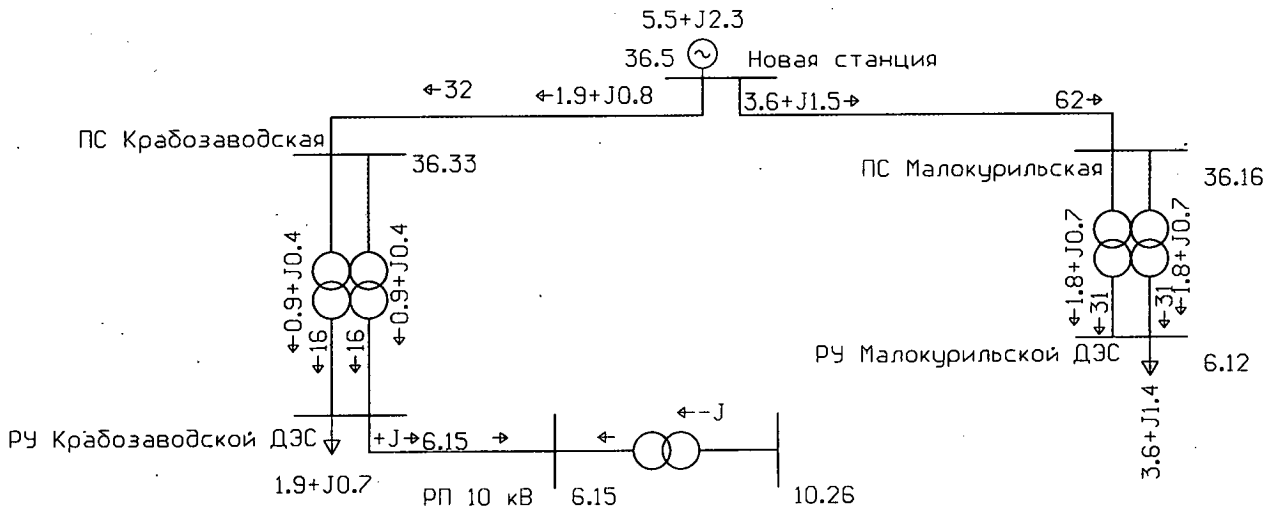 5.5+J2.3
36.5
Новая станция
←32
←1.9+J0.8
3.6+J1.5→
62→
ПС Крабозаводская
36.33
ПС Малокурильская
36.16
←0.9+J0.4
←0.9+J0.4
←16
←16
←1.8+J0.7
←1.8+J0.7
←31
←31
РУ Малокурильской ДЭС
6.12
3.6+J1.4
РУ Крабозаводской ДЭС
+J→
6.15
→
←
←-J
1.9+J0.7
РП 10 кВ
6.15
10.26